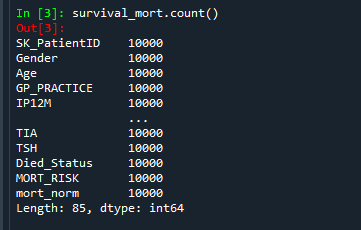 In [3]: survival_mort.count()
Out[3]:
SK_PatientID    10000
Gender          10000
Age             10000
GP_PRACTICE     10000
IP12M           10000
                ...
TIA             10000
TSH             10000
Died_Status     10000
MORT_RISK       10000
mort_norm       10000
Length: 85, dtype: int64